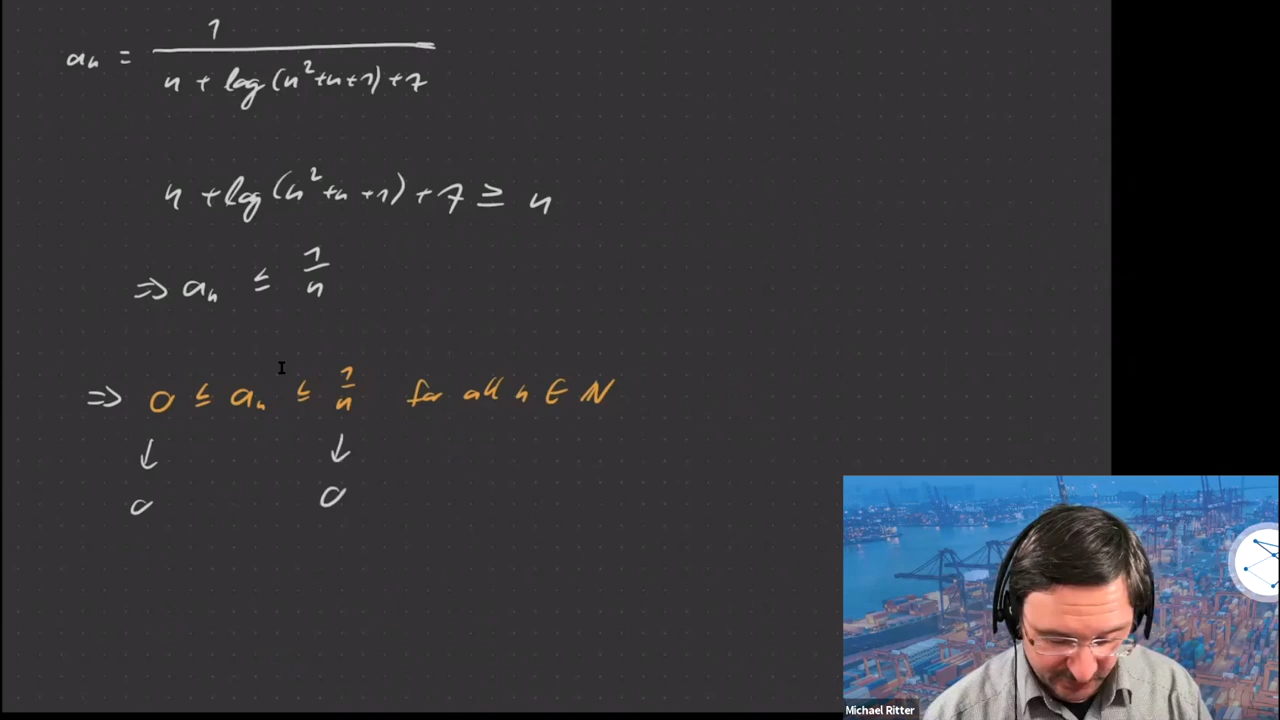 aₙ = 1 / (n + log(n²+n+1)+7)
n + log(n²+n+1)+7 ≥ n
⇒ aₙ ≤ 1/n
⇒ 0 ≤ aₙ ≤ 1/n for all n ∈ ℕ
↓ ↓
0 0
Michael Ritter